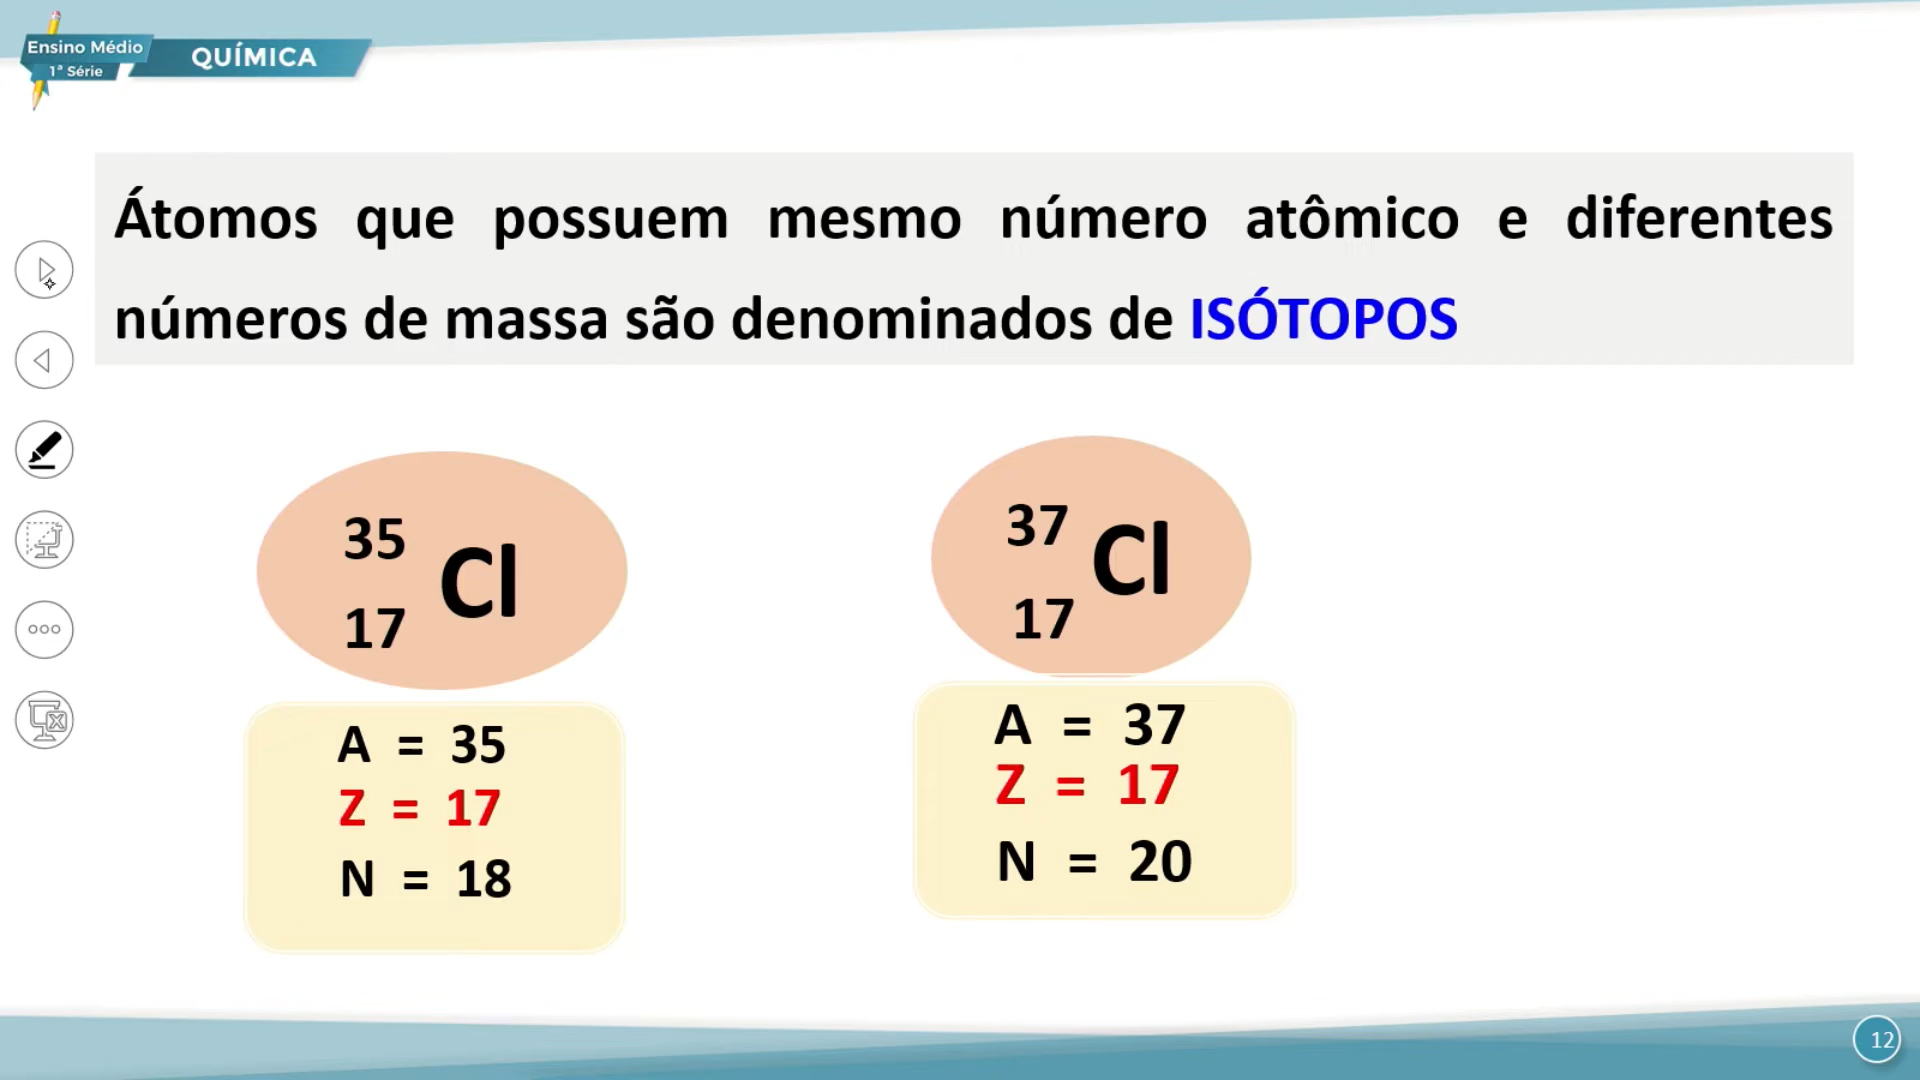 Ensino Médio
1ª Série
QUÍMICA
Átomos que possuem mesmo número atômico e diferentes
números de massa são denominados de ISÓTOPOS
35
17
Cl
37
17
Cl
A = 35
Z = 17
N = 18
A = 37
Z = 17
N = 20
12